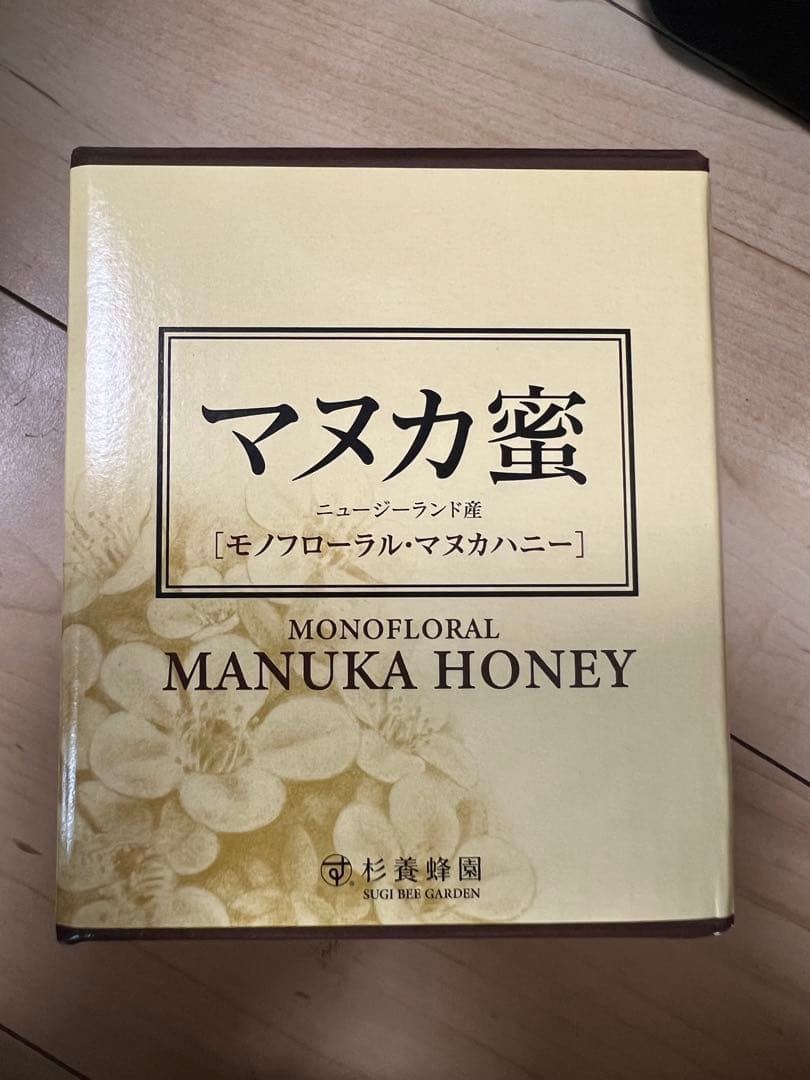 マヌカ蜜
ニュージーランド産
［モノフローラル・マヌカハニー］
MONOFLORAL
MANUKA HONEY
杉養蜂園
SUGI BEE GARDEN